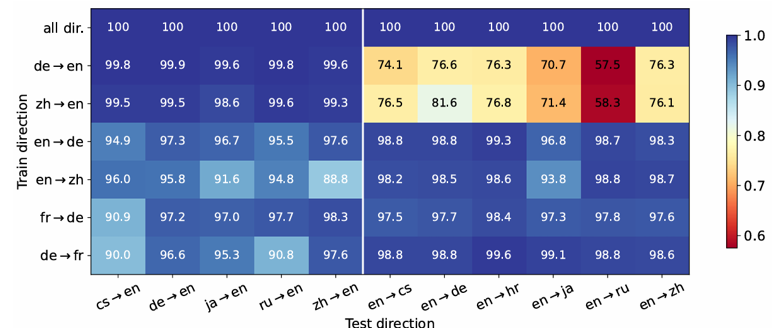 all dir. 100 100 100 100 100 100 100 100 100 100 100
de→en 99.8 99.9 99.6 99.8 99.6 74.1 76.6 76.3 70.7 57.5 76.3
zh→en 99.5 99.5 98.6 99.6 99.3 76.5 81.6 76.8 71.4 58.3 76.1
en→de 94.9 97.3 96.7 95.5 97.6 98.8 98.8 99.3 96.8 98.7 98.3
en→zh 96.0 95.8 91.6 94.8 88.8 98.2 98.5 98.6 93.8 98.8 98.7
fr→de 90.9 97.2 97.0 97.7 98.3 97.5 97.7 98.4 97.3 97.8 97.6
de→fr 90.0 96.6 95.3 90.8 97.6 98.8 98.8 99.6 99.1 98.8 98.6
cs→en de→en ja→en ru→en zh→en en→cs en→de en→hr en→ja en→ru en→zh
Test direction
Train direction
1.0
0.9
0.8
0.7
0.6